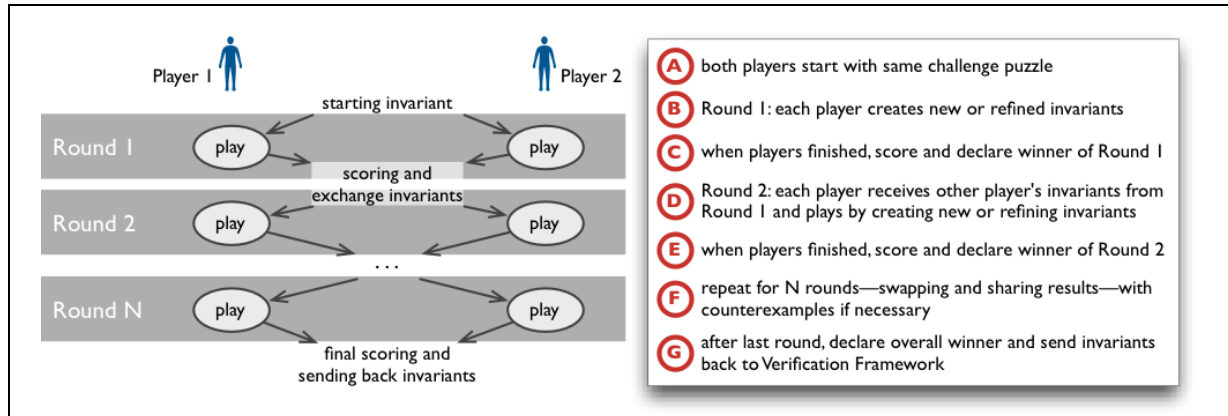 Player 1
Player 2
starting invariant
Round 1
play
play
scoring and
exchange invariants
Round 2
play
play
...
Round N
play
play
final scoring and
sending back invariants
A both players start with same challenge puzzle
B Round 1: each player creates new or refined invariants
C when players finished, score and declare winner of Round 1
D Round 2: each player receives other player's invariants from
Round 1 and plays by creating new or refining invariants
E when players finished, score and declare winner of Round 2
F repeat for N rounds—swapping and sharing results—with
counterexamples if necessary
G after last round, declare overall winner and send invariants
back to Verification Framework